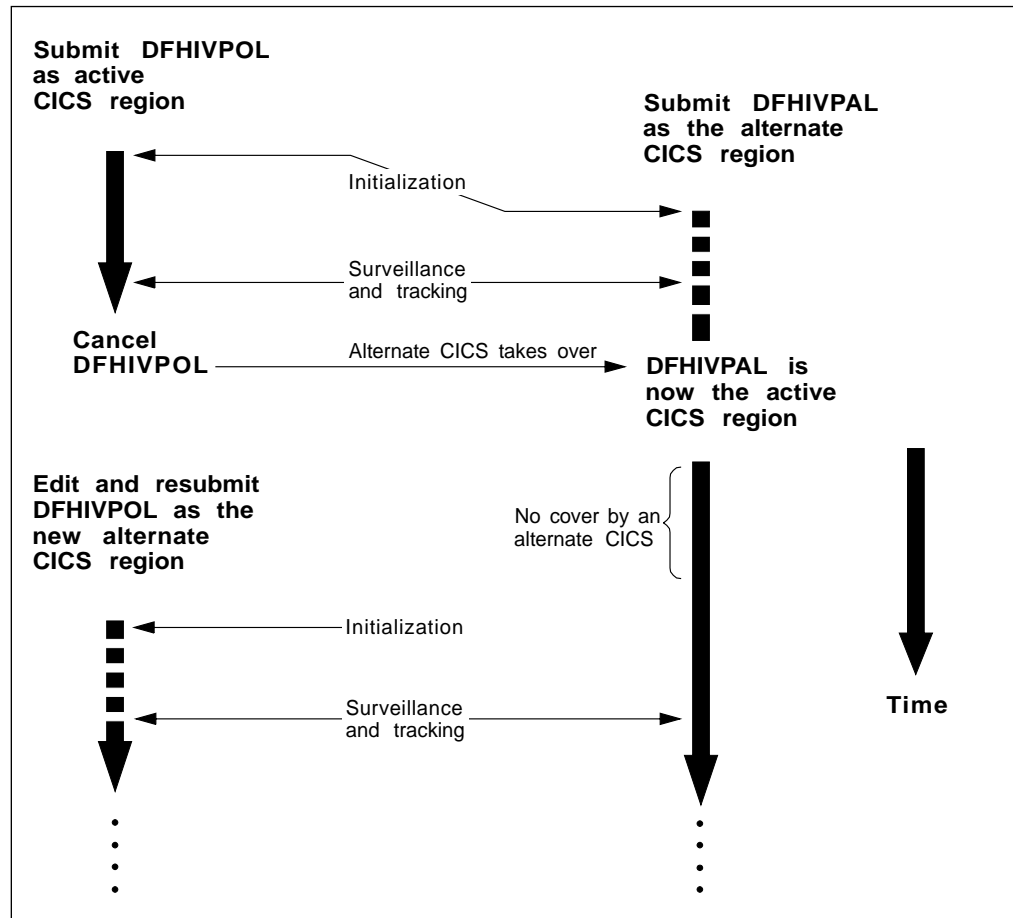 Submit DFHIVPOL
as active
CICS region
Submit DFHIVPAL
as the alternate
CICS region
Initialization
Surveillance
and tracking
Cancel
DFHIVPOL
Alternate CICS takes over
DFHIVPAL is
now the active
CICS region
Edit and resubmit
DFHIVPOL as the
new alternate
CICS region
No cover by an
alternate CICS
Initialization
Surveillance
and tracking
Time